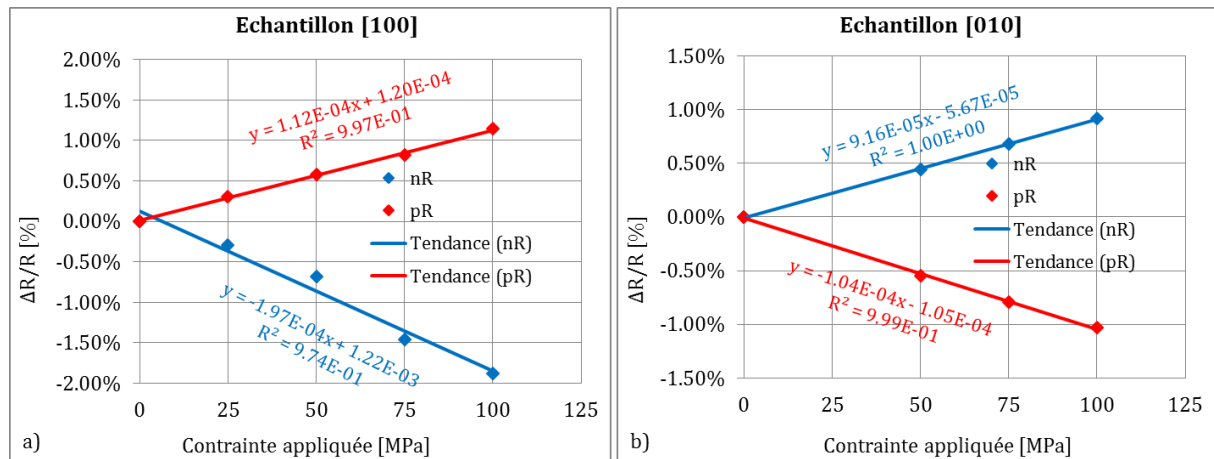 Echantillon [100]
2.00%
1.50%
1.00%
0.50%
0.00%
-0.50%
-1.00%
-1.50%
-2.00%
ΔR/R [%]
y = 1.12E-04x + 1.20E-04
R² = 9.97E-01
nR
pR
Tendance (nR)
Tendance (pR)
y = -1.97E-04x + 1.22E-03
R² = 9.74E-01
0 25 50 75 100 125
a) Contrainte appliquée [MPa]
Echantillon [010]
1.50%
1.00%
0.50%
0.00%
-0.50%
-1.00%
-1.50%
ΔR/R [%]
y = 9.16E-05x - 5.67E-05
R² = 1.00E+00
nR
pR
Tendance (nR)
Tendance (pR)
y = -1.04E-04x - 1.05E-04
R² = 9.99E-01
0 25 50 75 100 125
b) Contrainte appliquée [MPa]